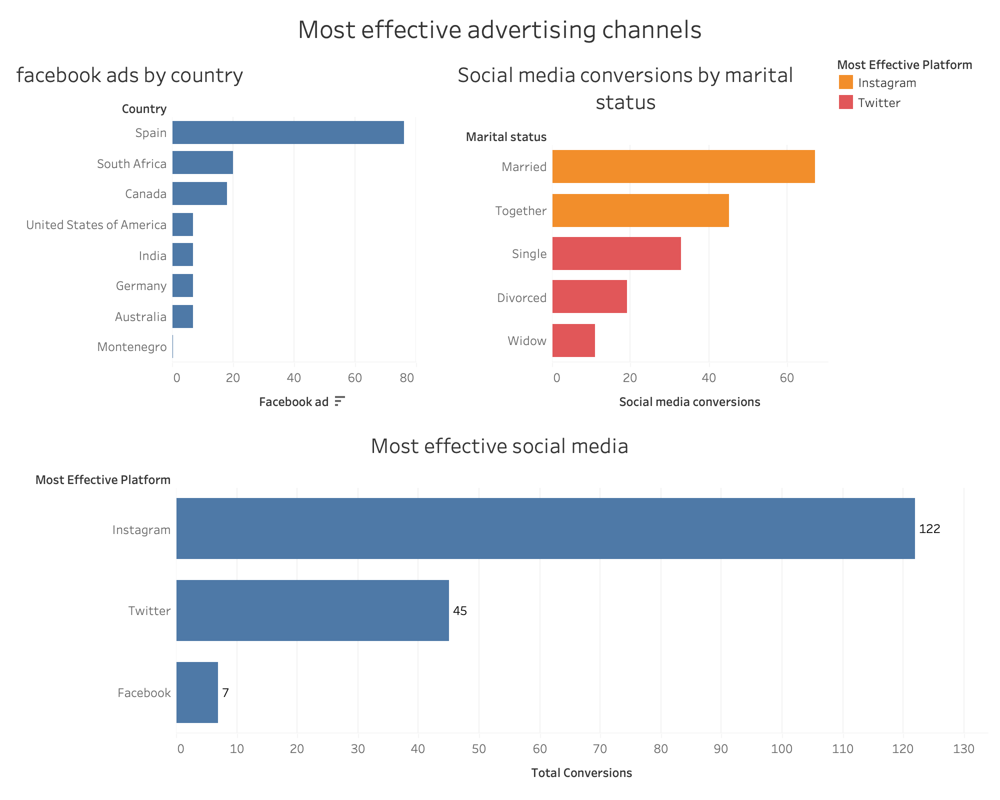 Most effective advertising channels
facebook ads by country
Country
Spain
South Africa
Canada
United States of America
India
Germany
Australia
Montenegro
0 20 40 60 80
Facebook ad
Social media conversions by marital
status
Marital status
Married
Together
Single
Divorced
Widow
0 20 40 60
Social media conversions
Most Effective Platform
Instagram
Twitter
Most effective social media
Most Effective Platform
Instagram 122
Twitter 45
Facebook 7
0 10 20 30 40 50 60 70 80 90 100 110 120 130
Total Conversions